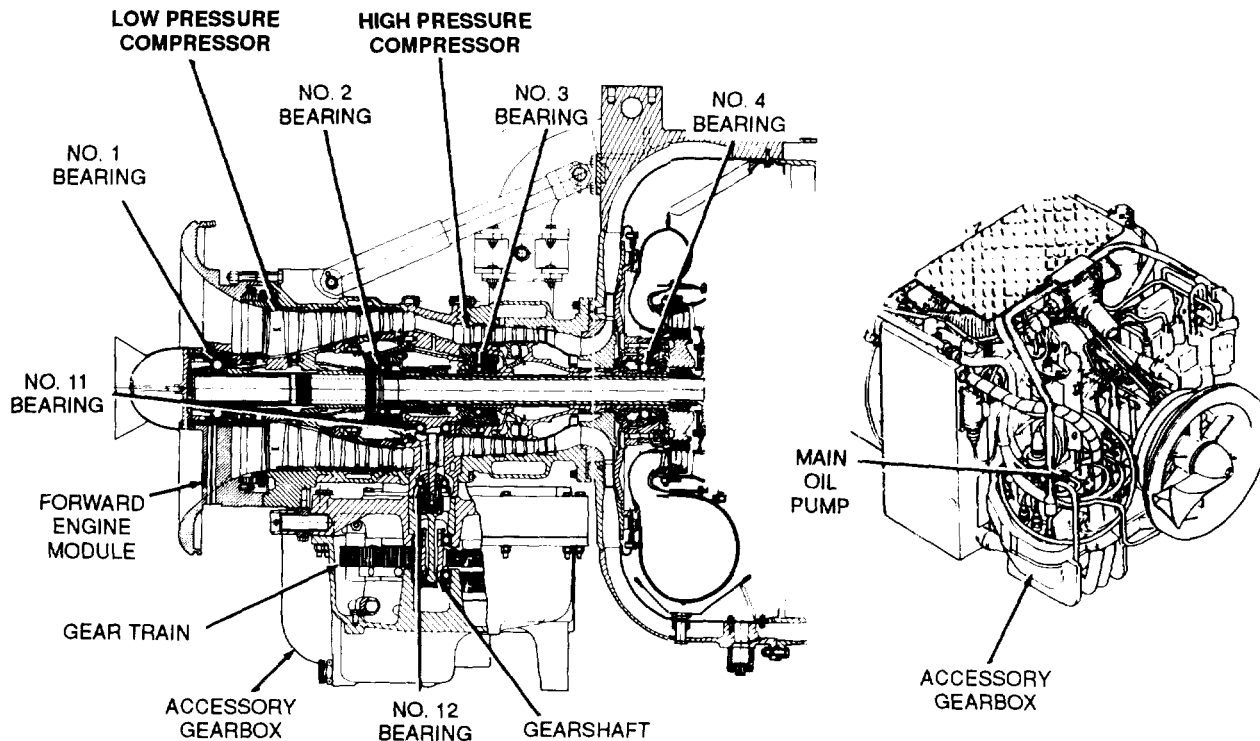 LOW PRESSURE
COMPRESSOR
HIGH PRESSURE
COMPRESSOR
NO. 2
BEARING
NO. 3
BEARING
NO. 4
BEARING
NO. 1
BEARING
NO. 11
BEARING
MAIN
OIL
PUMP
FORWARD
ENGINE
MODULE
GEAR TRAIN
ACCESSORY
GEARBOX
NO. 12
BEARING
GEARSHAFT
ACCESSORY
GEARBOX